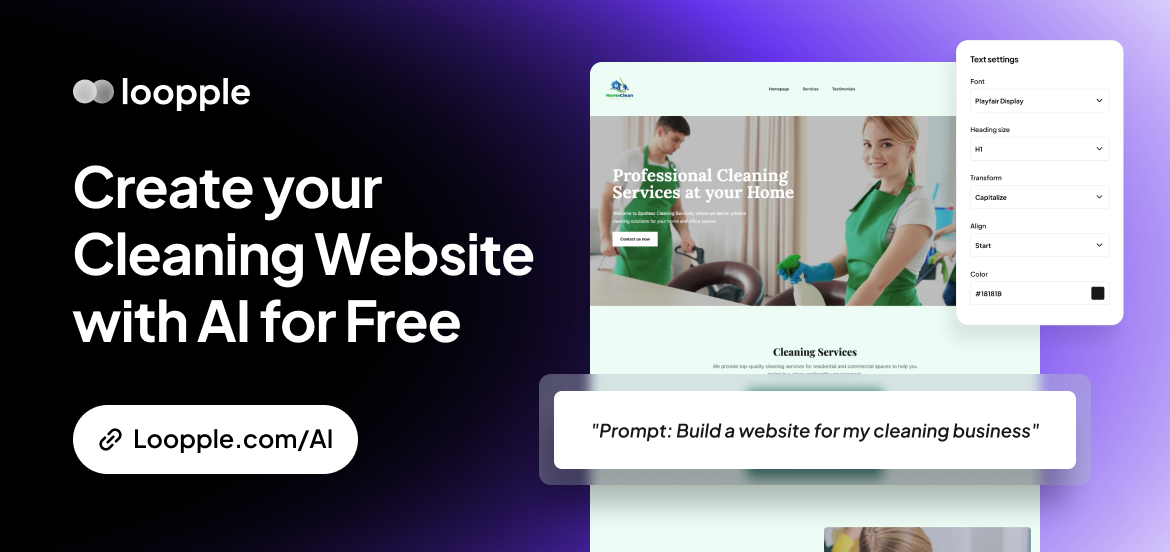 loopple
Create your
Cleaning Website
with AI for Free
Loopple.com/AI
HomeClean
Homepage
Services
Testimonials
Professional Cleaning
Services at your Home
Welcome to Spotless Cleaning Services, where we deliver pristine
cleaning solutions for your home and office spaces.
Contact us now
Cleaning Services
We provide top-quality cleaning services for residential and commercial spaces to help you
"Prompt: Build a website for my cleaning business"
Text settings
Font
Playfair Display
Heading size
H1
Transform
Capitalize
Align
Start
Color
#18181B